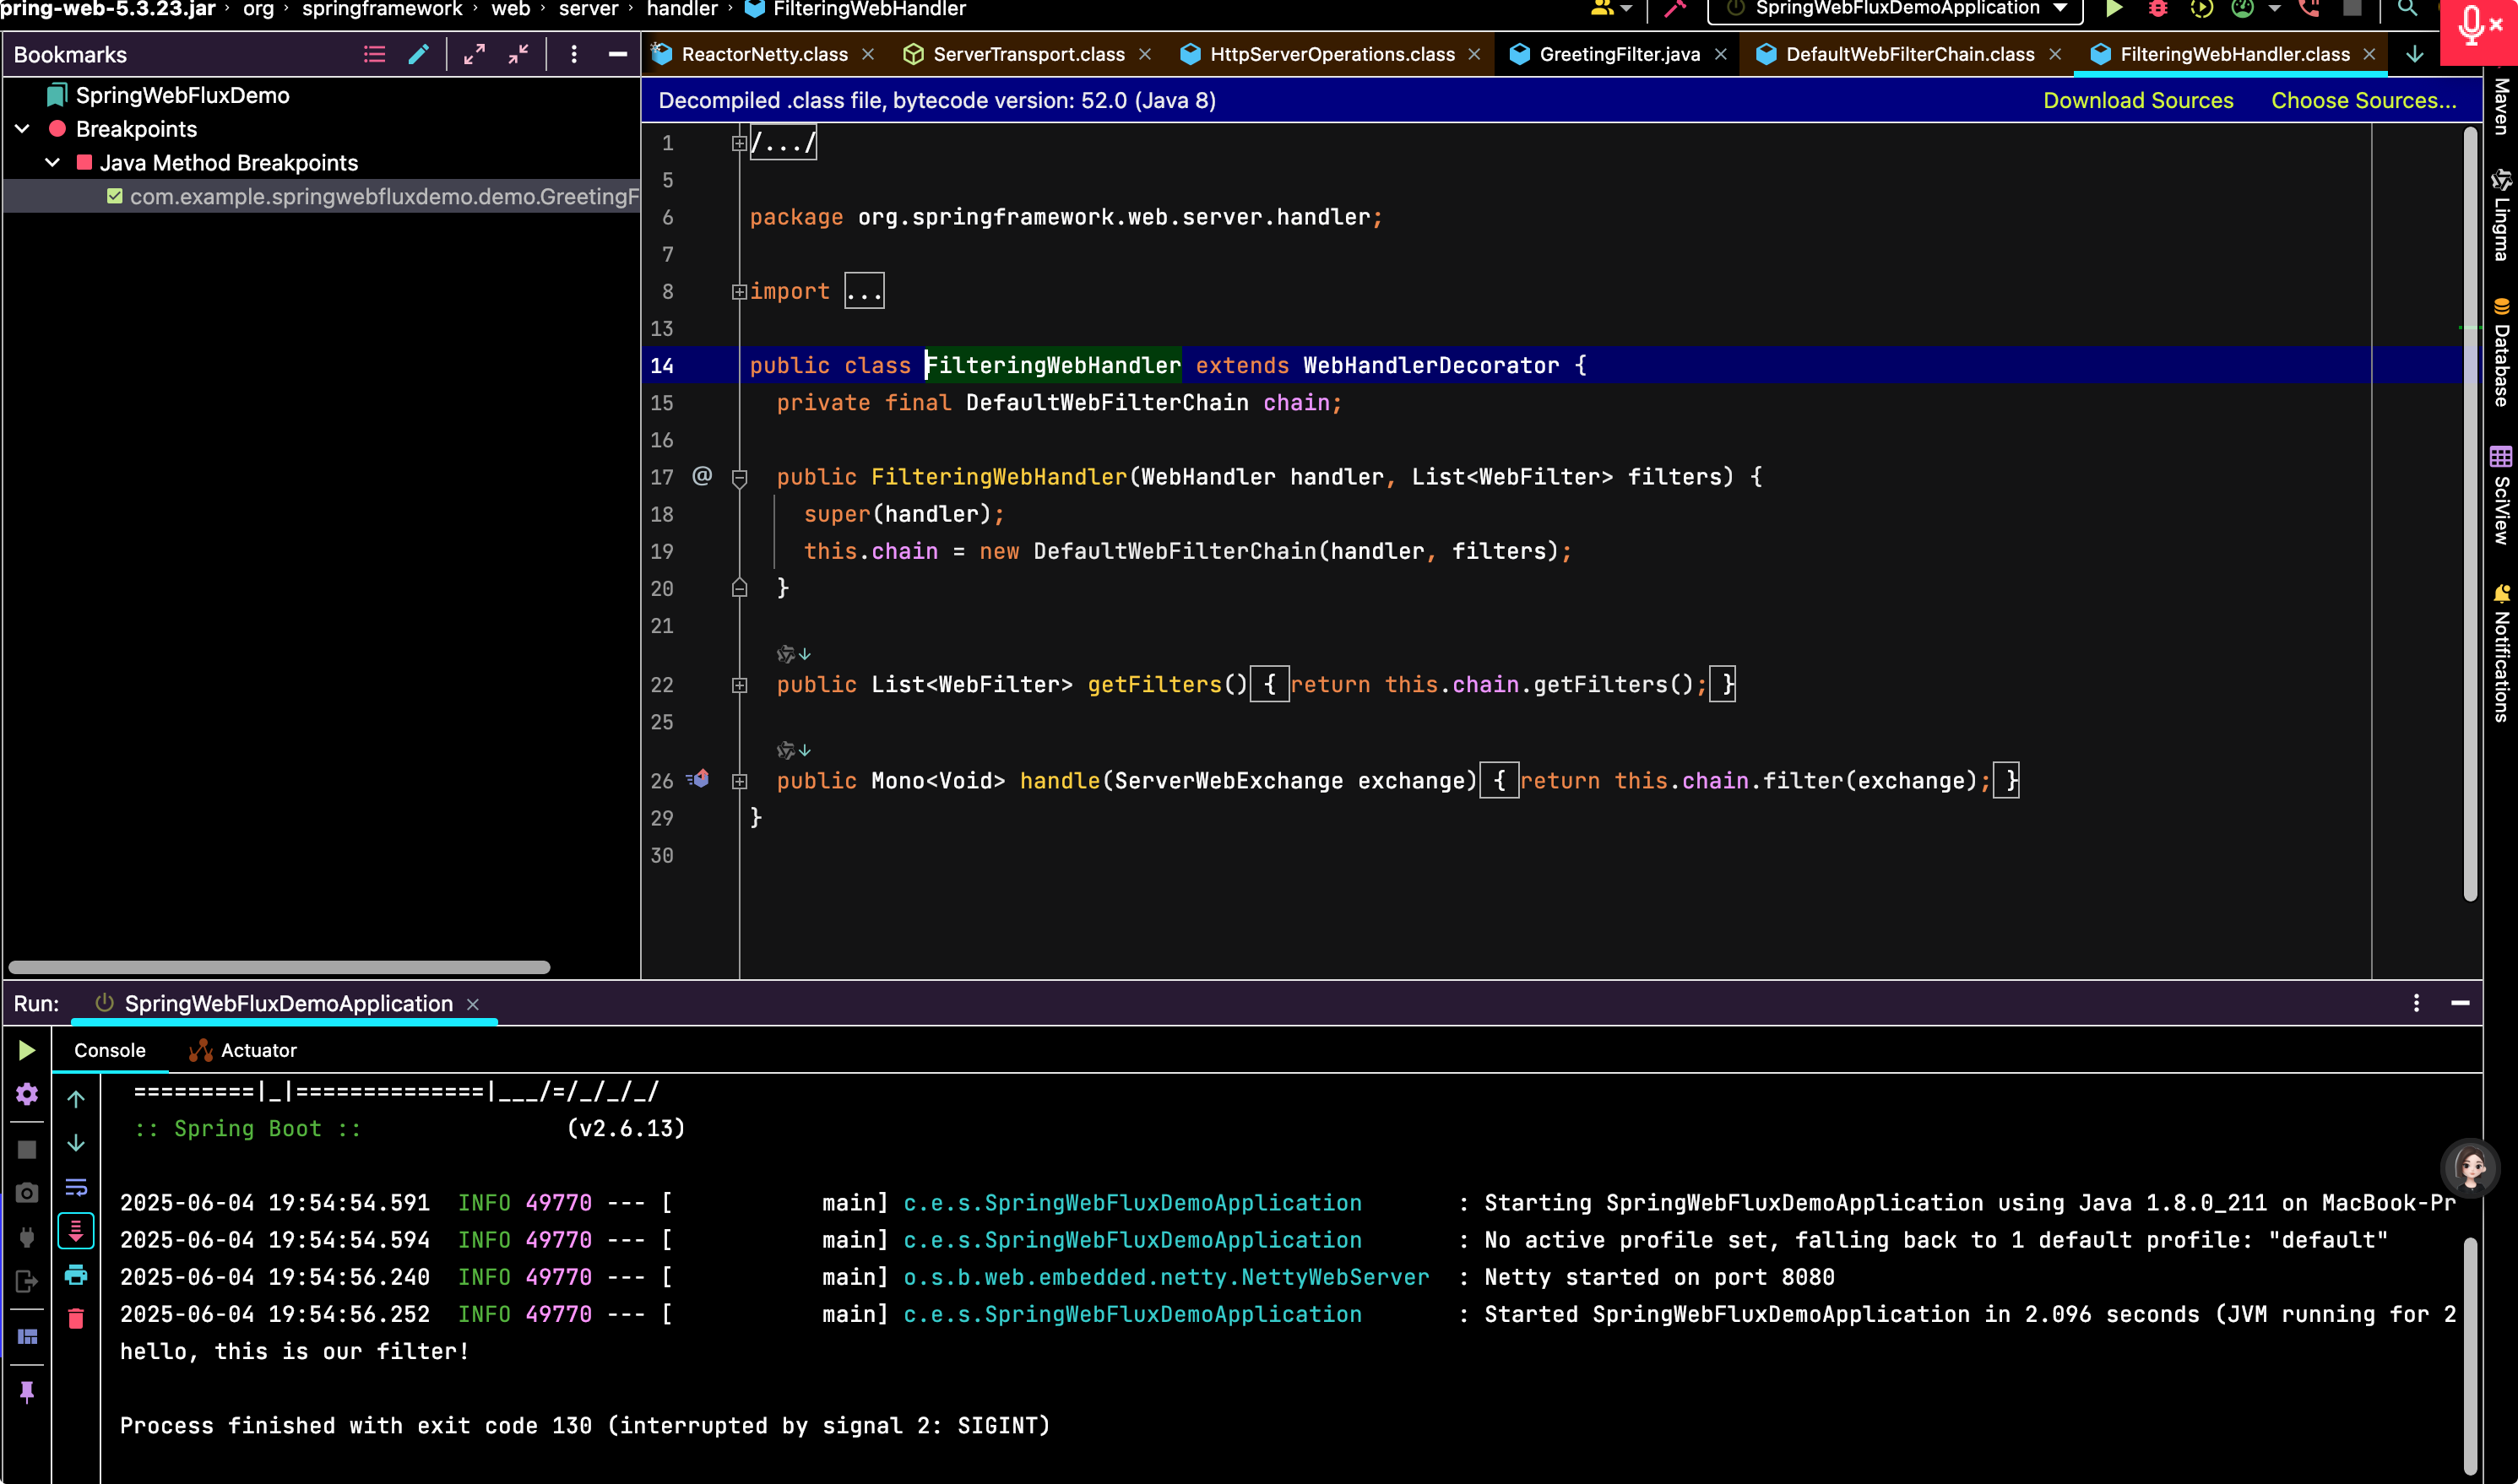 pring-web-5.3.23.jar › org › springframework › web › server › handler › FilteringWebHandler
SpringWebFluxDemoApplication
Bookmarks
ReactorNetty.class
ServerTransport.class
HttpServerOperations.class
GreetingFilter.java
DefaultWebFilterChain.class
FilteringWebHandler.class
SpringWebFluxDemo
Breakpoints
Java Method Breakpoints
com.example.springwebfluxdemo.demo.GreetingF
Decompiled .class file, bytecode version: 52.0 (Java 8)
Download Sources
Choose Sources...
1 /.../
5
6 package org.springframework.web.server.handler;
7
8 import ...
13
14 public class FilteringWebHandler extends WebHandlerDecorator {
15 private final DefaultWebFilterChain chain;
16
17 @ public FilteringWebHandler(WebHandler handler, List<WebFilter> filters) {
18 super(handler);
19 this.chain = new DefaultWebFilterChain(handler, filters);
20 }
21
22 public List<WebFilter> getFilters() { return this.chain.getFilters(); }
25
26 public Mono<Void> handle(ServerWebExchange exchange) { return this.chain.filter(exchange); }
29 }
30
Maven
Lingma
Database
SciView
Notifications
Run: SpringWebFluxDemoApplication
Console
Actuator
=========|_|==============|___/=/_/_/_/
:: Spring Boot :: (v2.6.13)
2025-06-04 19:54:54.591 INFO 49770 --- [ main] c.e.s.SpringWebFluxDemoApplication : Starting SpringWebFluxDemoApplication using Java 1.8.0_211 on MacBook-Pr
2025-06-04 19:54:54.594 INFO 49770 --- [ main] c.e.s.SpringWebFluxDemoApplication : No active profile set, falling back to 1 default profile: "default"
2025-06-04 19:54:56.240 INFO 49770 --- [ main] o.s.b.web.embedded.netty.NettyWebServer : Netty started on port 8080
2025-06-04 19:54:56.252 INFO 49770 --- [ main] c.e.s.SpringWebFluxDemoApplication : Started SpringWebFluxDemoApplication in 2.096 seconds (JVM running for 2
hello, this is our filter!
Process finished with exit code 130 (interrupted by signal 2: SIGINT)